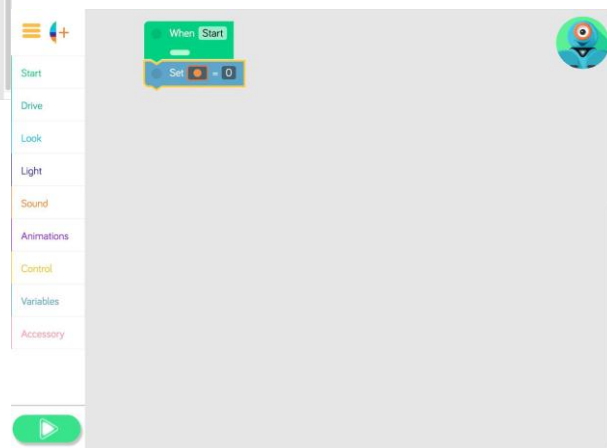 When Start
Set = 0
Start
Drive
Look
Light
Sound
Animations
Control
Variables
Accessory